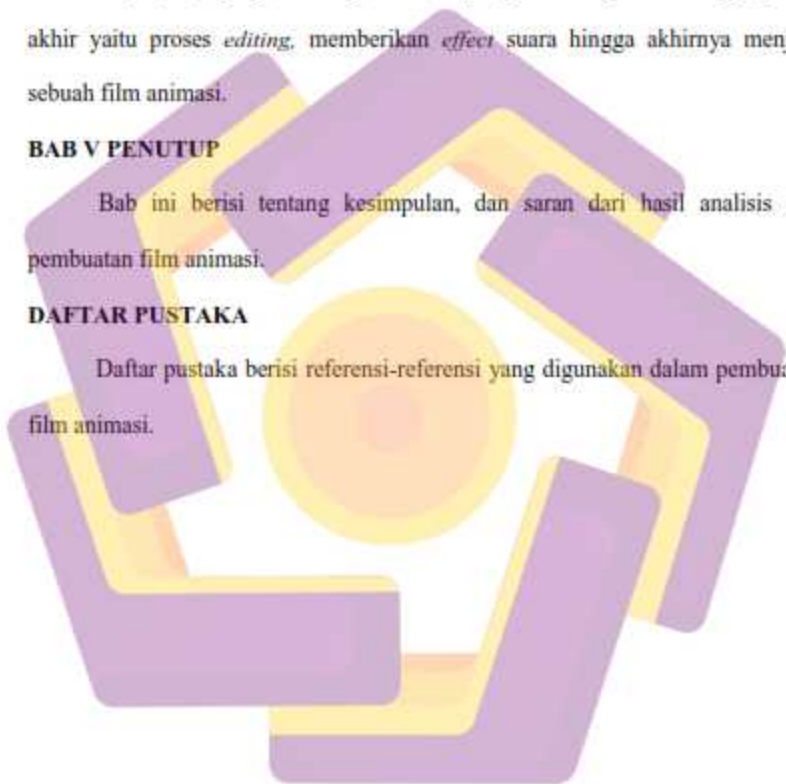 akhir yaitu proses editing, memberikan effect suara hingga akhirnya
sebuah film animasi.
BAB V PENUTUP
Bab ini berisi tentang kesimpulan, dan saran dari hasil analisis
pembuatan film animasi.
DAFTAR PUSTAKA
Daftar pustaka berisi referensi-referensi yang digunakan dalam
film animasi.